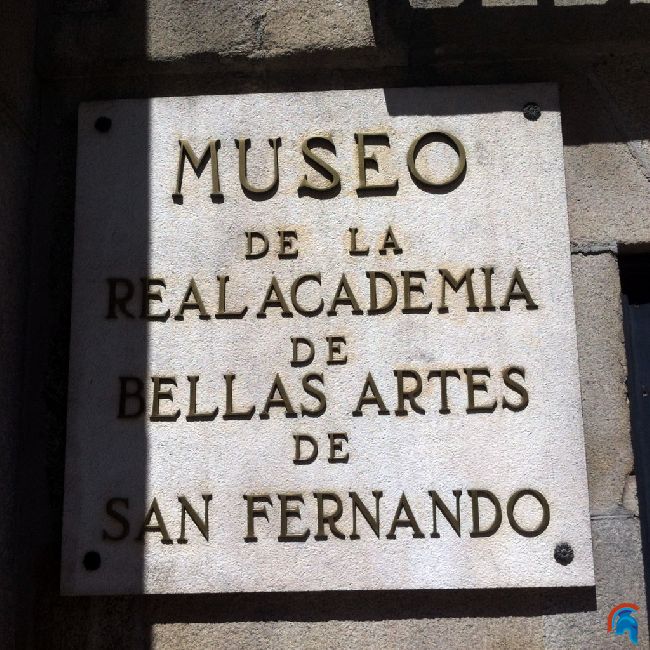 MUSEO
DE LA
REAL ACADEMIA
DE
BELLAS ARTES
DE
SAN FERNANDO